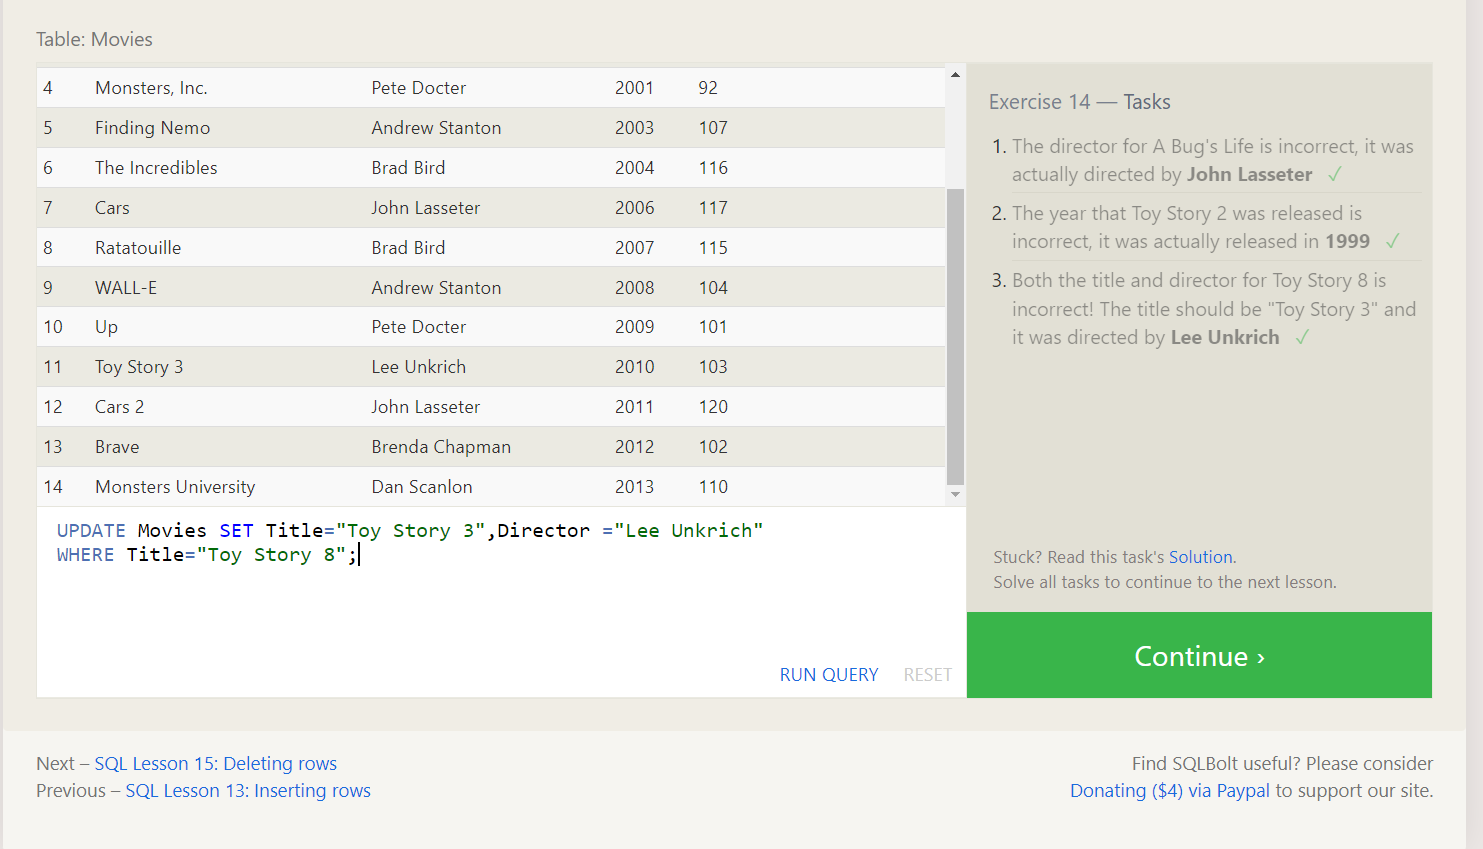 Table: Movies
4 Monsters, Inc. Pete Docter 2001 92
5 Finding Nemo Andrew Stanton 2003 107
6 The Incredibles Brad Bird 2004 116
7 Cars John Lasseter 2006 117
8 Ratatouille Brad Bird 2007 115
9 WALL-E Andrew Stanton 2008 104
10 Up Pete Docter 2009 101
11 Toy Story 3 Lee Unkrich 2010 103
12 Cars 2 John Lasseter 2011 120
13 Brave Brenda Chapman 2012 102
14 Monsters University Dan Scanlon 2013 110
UPDATE Movies SET Title="Toy Story 3",Director ="Lee Unkrich"
WHERE Title="Toy Story 8";
RUN QUERY RESET
Exercise 14 — Tasks
1. The director for A Bug's Life is incorrect, it was
actually directed by John Lasseter ✓
2. The year that Toy Story 2 was released is
incorrect, it was actually released in 1999 ✓
3. Both the title and director for Toy Story 8 is
incorrect! The title should be "Toy Story 3" and
it was directed by Lee Unkrich ✓
Stuck? Read this task's Solution.
Solve all tasks to continue to the next lesson.
Continue ›
Next – SQL Lesson 15: Deleting rows
Previous – SQL Lesson 13: Inserting rows
Find SQLBolt useful? Please consider
Donating ($4) via Paypal to support our site.